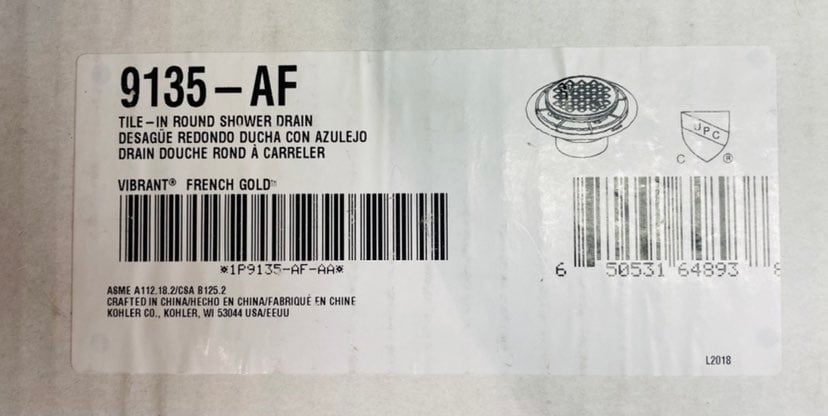 9135-AF
TILE-IN ROUND SHOWER DRAIN
DESAGÜE REDONDO DUCHA CON AZULEJO
DRAIN DOUCHE ROND À CARRELER
VIBRANT® FRENCH GOLD™
*1P9135-AF-AA*
ASME A112.18.2/CSA B125.2
CRAFTED IN CHINA/HECHO EN CHINA/FABRIQUÉ EN CHINE
KOHLER CO., KOHLER, WI 53044 USA/EEUU
UPC
C ®
6 50531 64893 8
L2018